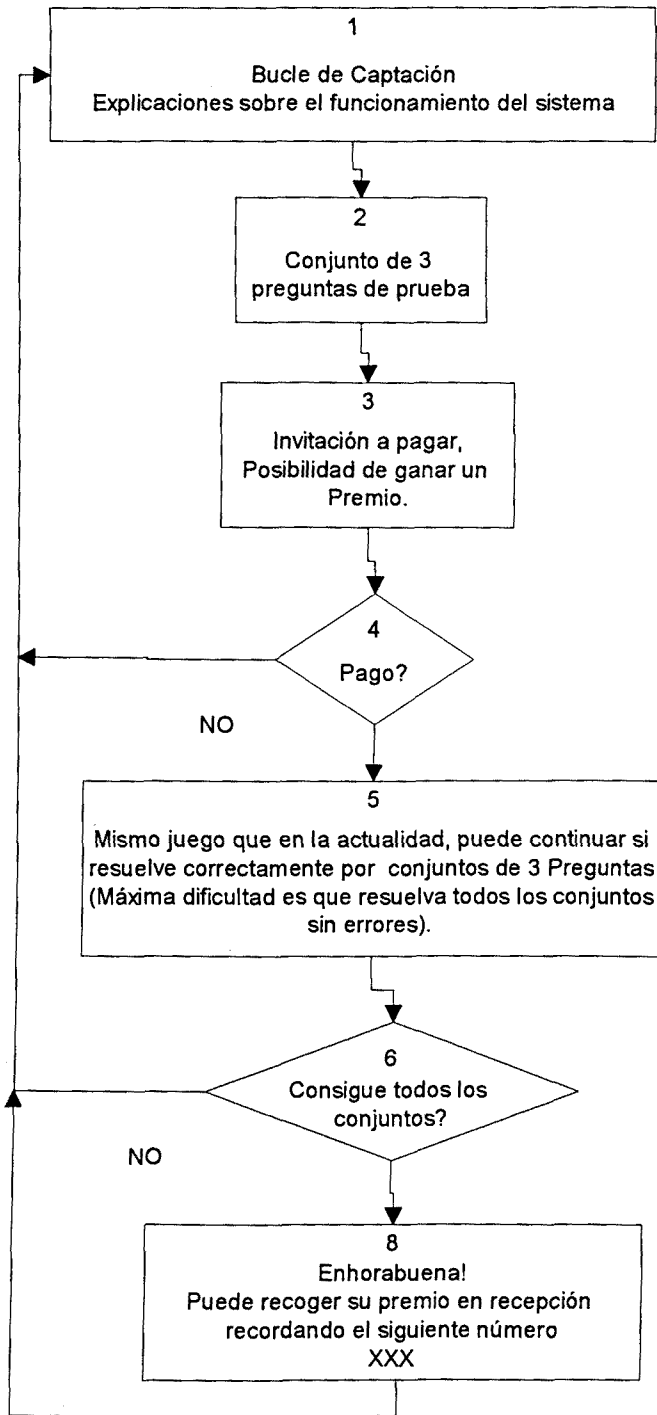 1
Bucle de Captación
Explicaciones sobre el funcionamiento del sistema
2
Conjunto de 3
preguntas de prueba
3
Invitación a pagar,
Posibilidad de ganar un
Premio.
4
Pago?
NO
5
Mismo juego que en la actualidad, puede continuar si
resuelve correctamente por conjuntos de 3 Preguntas
(Máxima dificultad es que resuelva todos los conjuntos
sin errores).
6
Consigue todos los
conjuntos?
NO
8
Enhorabuena!
Puede recoger su premio en recepción
recordando el siguiente número
XXX